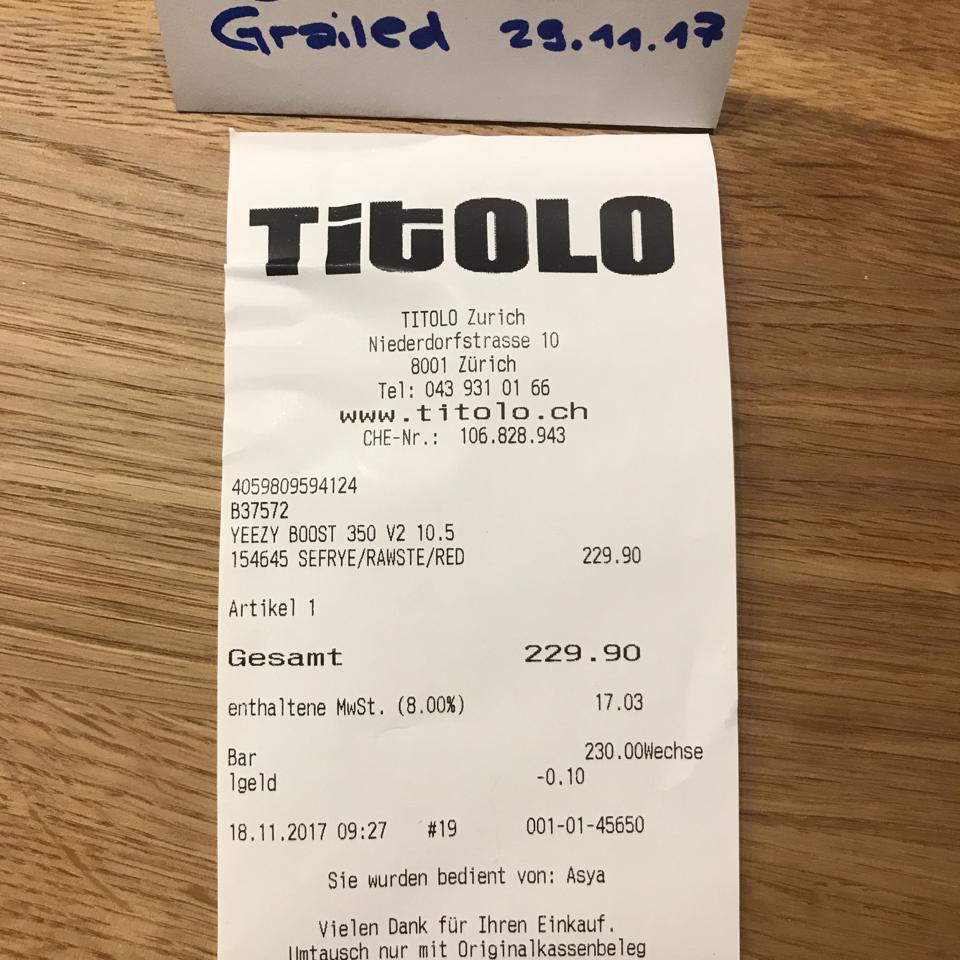 Grailed 29.11.17
TiTOLO
TITOLO Zurich
Niederdorfstrasse 10
8001 Zürich
Tel: 043 931 01 66
www.titolo.ch
CHE-Nr.: 106.828.943
4059809594124
B37572
YEEZY BOOST 350 V2 10.5
154645 SEFRYE/RAWSTE/RED 229.90
Artikel 1
Gesamt 229.90
enthaltene MwSt. (8.00%) 17.03
Bar 230.00Wechse
lgeld -0.10
18.11.2017 09:27 #19 001-01-45650
Sie wurden bedient von: Asya
Vielen Dank für Ihren Einkauf.
Umtausch nur mit Originalkassenbeleg